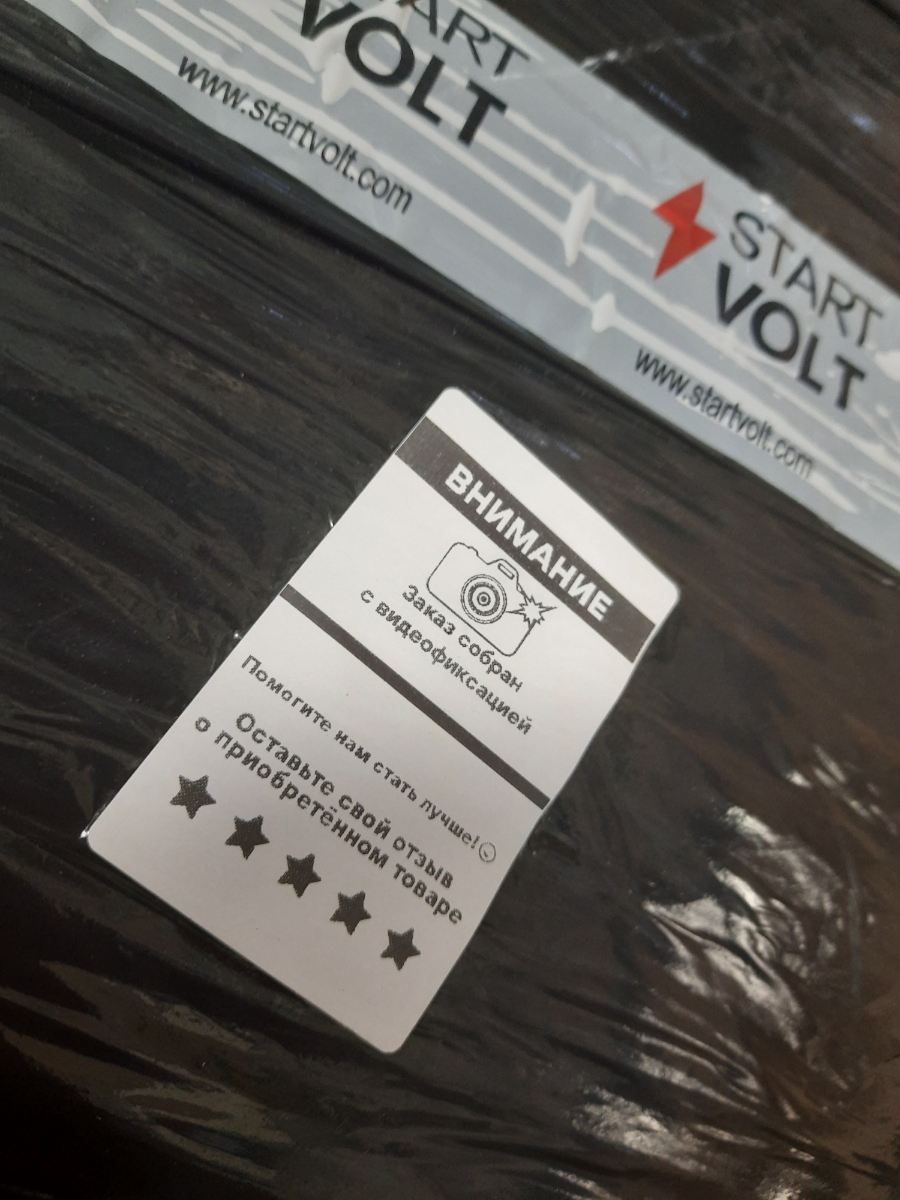 ART
VOLT
www.startvolt.com
START
VOLT
www.startvolt.com
ВНИМАНИЕ
Заказ собран
с видеофиксацией
Помогите нам стать лучше!☺
Оставьте свой отзыв
о приобретённом товаре